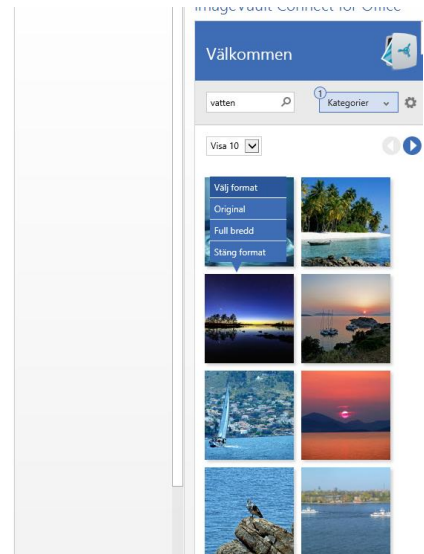 ImageVault Connect for Office
Välkommen
vatten
1
Kategorier
Visa 10
Välj format
Original
Full bredd
Stäng format